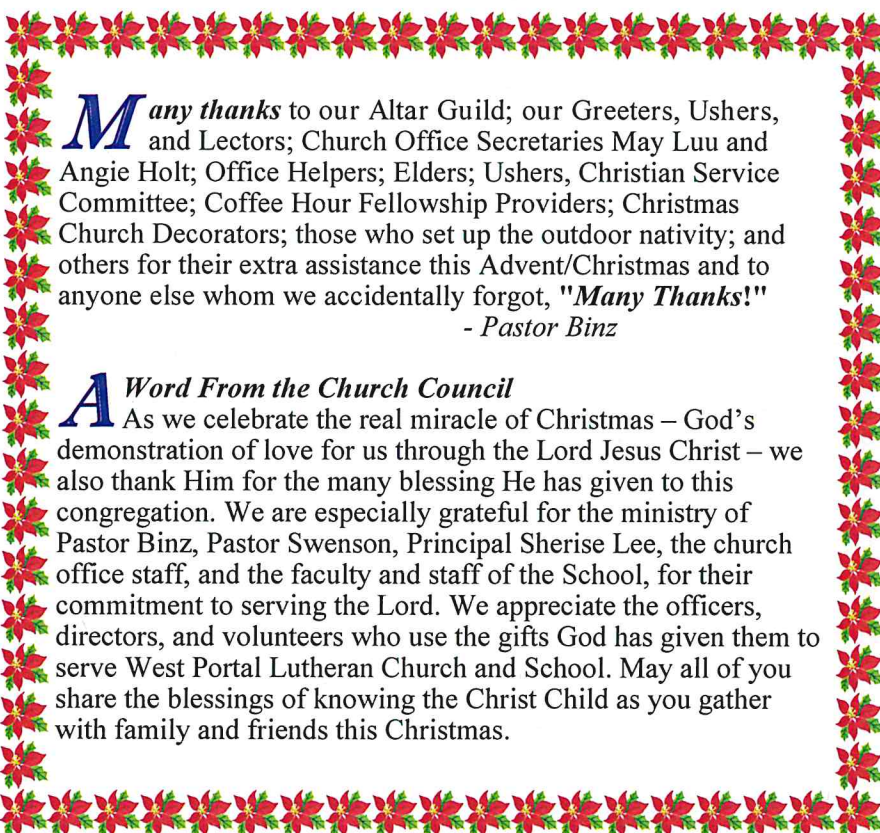 Many thanks to our Altar Guild; our Greeters, Ushers,
and Lectors; Church Office Secretaries May Luu and
Angie Holt; Office Helpers; Elders; Ushers, Christian Service
Committee; Coffee Hour Fellowship Providers; Christmas
Church Decorators; those who set up the outdoor nativity; and
others for their extra assistance this Advent/Christmas and to
anyone else whom we accidentally forgot, "Many Thanks!"
- Pastor Binz
A Word From the Church Council
As we celebrate the real miracle of Christmas – God's
demonstration of love for us through the Lord Jesus Christ – we
also thank Him for the many blessing He has given to this
congregation. We are especially grateful for the ministry of
Pastor Binz, Pastor Swenson, Principal Sherise Lee, the church
office staff, and the faculty and staff of the School, for their
commitment to serving the Lord. We appreciate the officers,
directors, and volunteers who use the gifts God has given them to
serve West Portal Lutheran Church and School. May all of you
share the blessings of knowing the Christ Child as you gather
with family and friends this Christmas.